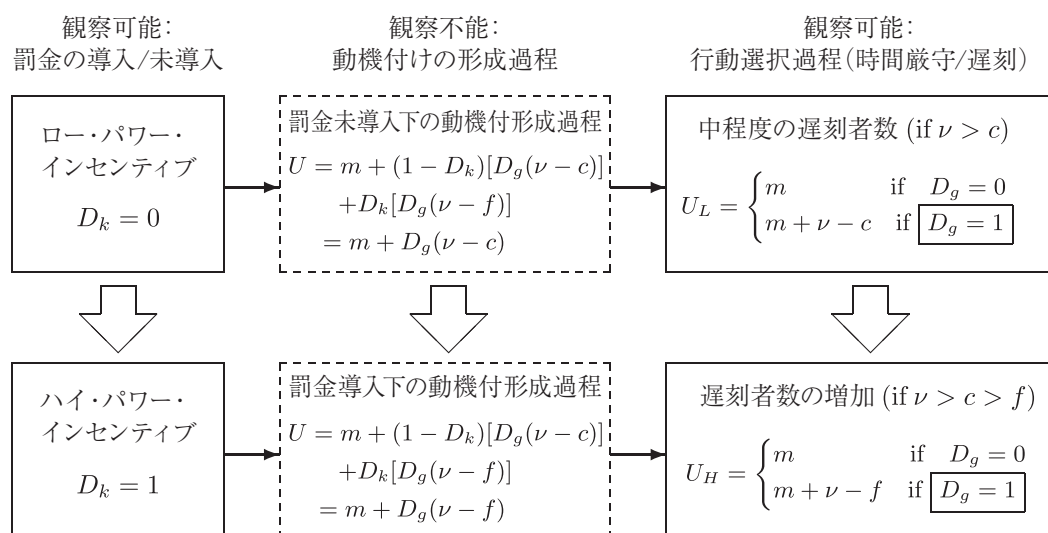 観察可能:
罰金の導入/未導入
観察不能:
動機付けの形成過程
観察可能:
行動選択過程(時間厳守/遅刻)
ロー・パワー・
インセンティブ
D_k = 0
罰金未導入下の動機付形成過程
U = m + (1 − D_k)[D_g(ν − c)]
+D_k[D_g(ν − f)]
= m + D_g(ν − c)
中程度の遅刻者数 (if ν > c)
U_L = { m if D_g = 0
m + ν − c if D_g = 1
ハイ・パワー・
インセンティブ
D_k = 1
罰金導入下の動機付形成過程
U = m + (1 − D_k)[D_g(ν − c)]
+D_k[D_g(ν − f)]
= m + D_g(ν − f)
遅刻者数の増加 (if ν > c > f)
U_H = { m if D_g = 0
m + ν − f if D_g = 1